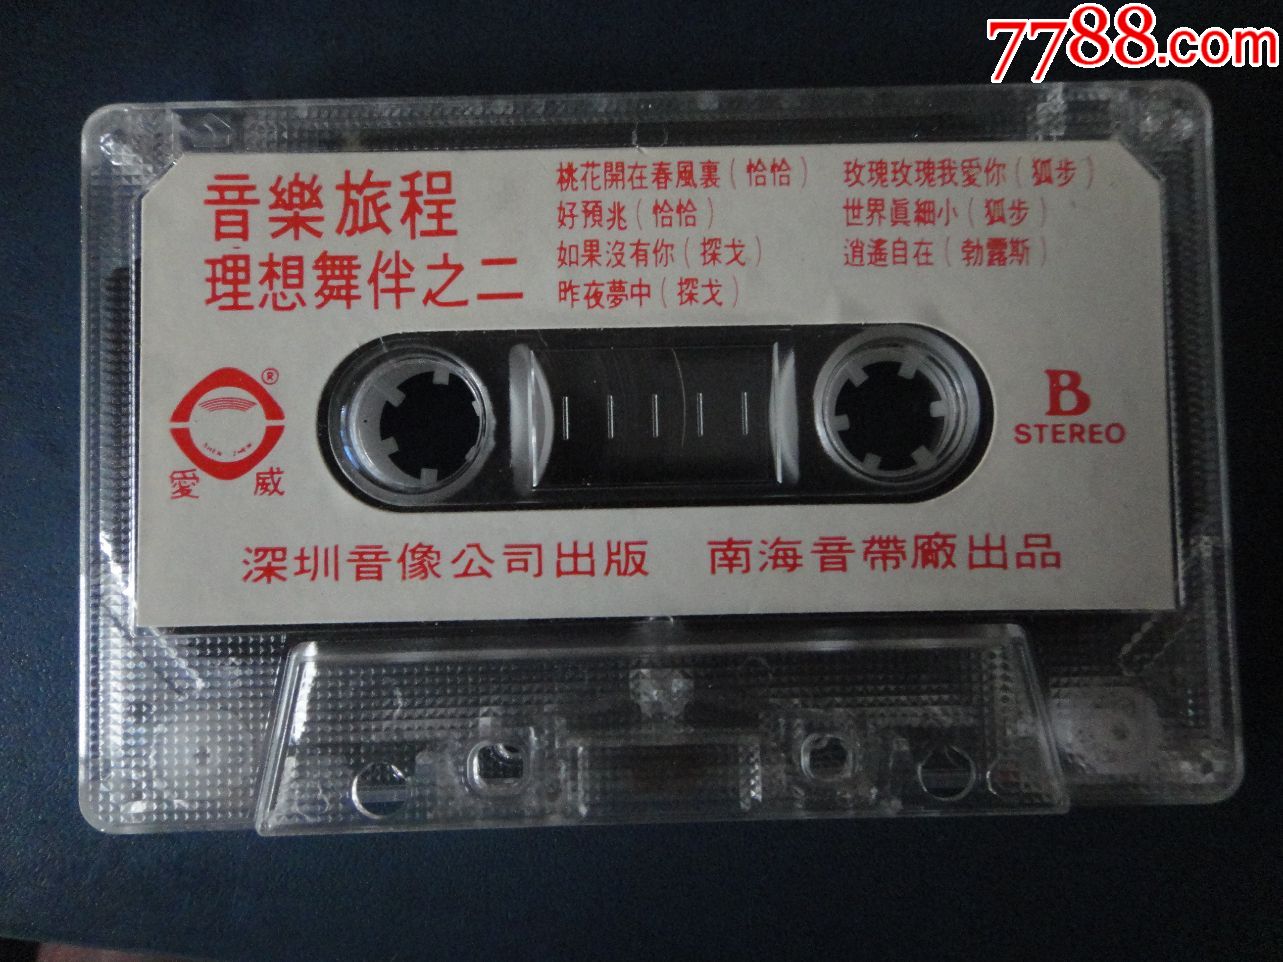 7788.com
音樂旅程
理想舞伴之二
桃花開在春風裏（恰恰）
好預兆（恰恰）
如果沒有你（探戈）
昨夜夢中（探戈）
玫瑰玫瑰我愛你（狐步）
世界眞細小（狐步）
逍遙自在（勃露斯）
®
愛威
B
STEREO
深圳音像公司出版 南海音帶廠出品